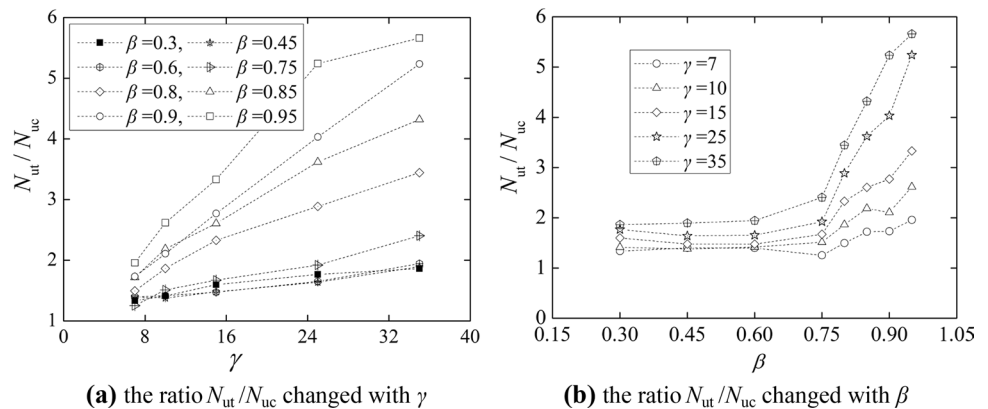 6
5
4
3
2
1
N_ut / N_uc
β =0.3, β =0.45
β =0.6, β =0.75
β =0.8, β =0.85
β =0.9, β =0.95
0 8 16 24 32 40
γ
(a) the ratio N_ut /N_uc changed with γ
6
5
4
3
2
1
0
N_ut / N_uc
γ =7
γ =10
γ =15
γ =25
γ =35
0.15 0.30 0.45 0.60 0.75 0.90 1.05
β
(b) the ratio N_ut /N_uc changed with β